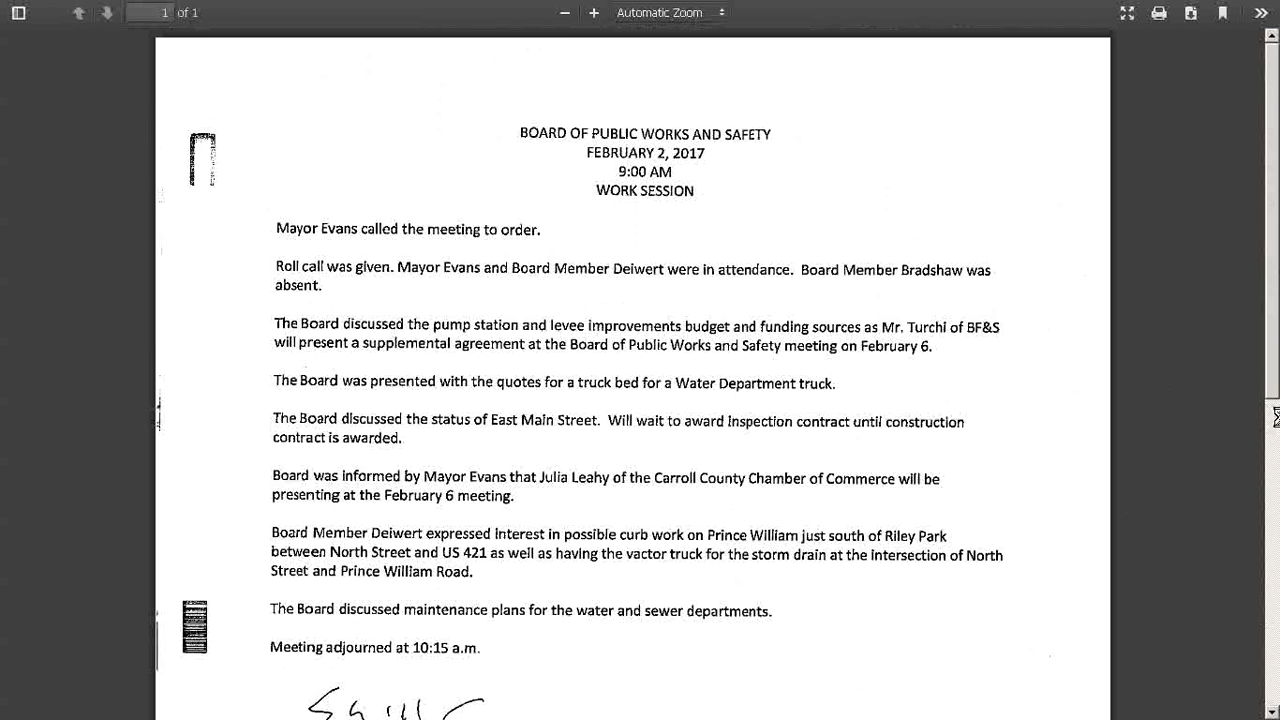 1 of 1
Automatic Zoom
BOARD OF PUBLIC WORKS AND SAFETY
FEBRUARY 2, 2017
9:00 AM
WORK SESSION
Mayor Evans called the meeting to order.
Roll call was given. Mayor Evans and Board Member Deiwert were in attendance. Board Member Bradshaw was
absent.
The Board discussed the pump station and levee improvements budget and funding sources as Mr. Turchi of BF&S
will present a supplemental agreement at the Board of Public Works and Safety meeting on February 6.
The Board was presented with the quotes for a truck bed for a Water Department truck.
The Board discussed the status of East Main Street. Will wait to award inspection contract until construction
contract is awarded.
Board was informed by Mayor Evans that Julia Leahy of the Carroll County Chamber of Commerce will be
presenting at the February 6 meeting.
Board Member Deiwert expressed interest in possible curb work on Prince William just south of Riley Park
between North Street and US 421 as well as having the vactor truck for the storm drain at the intersection of North
Street and Prince William Road.
The Board discussed maintenance plans for the water and sewer departments.
Meeting adjourned at 10:15 a.m.